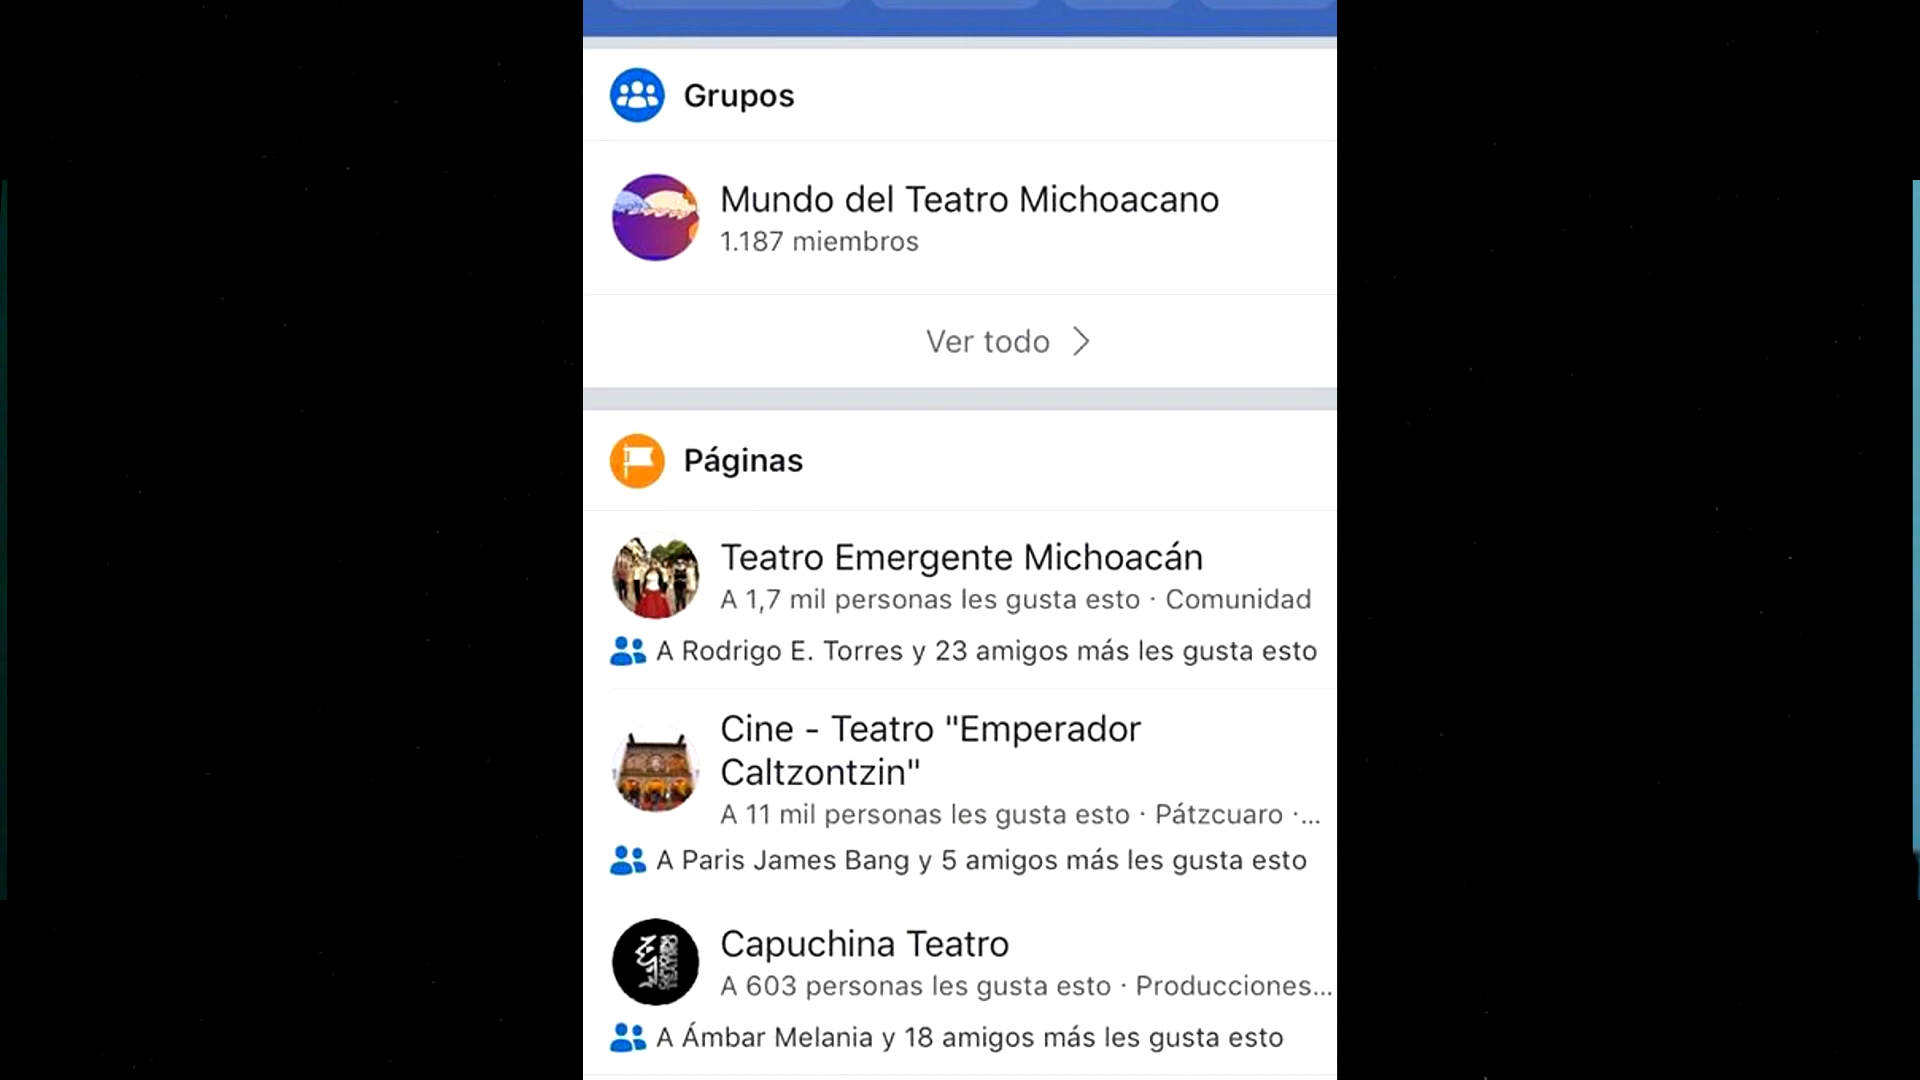 Grupos
Mundo del Teatro Michoacano
1.187 miembros
Ver todo
Páginas
Teatro Emergente Michoacán
A 1,7 mil personas les gusta esto · Comunidad
A Rodrigo E. Torres y 23 amigos más les gusta esto
Cine - Teatro "Emperador
Caltzontzin"
A 11 mil personas les gusta esto · Pátzcuaro ·...
A Paris James Bang y 5 amigos más les gusta esto
Capuchina Teatro
A 603 personas les gusta esto · Producciones...
A Ámbar Melania y 18 amigos más les gusta esto